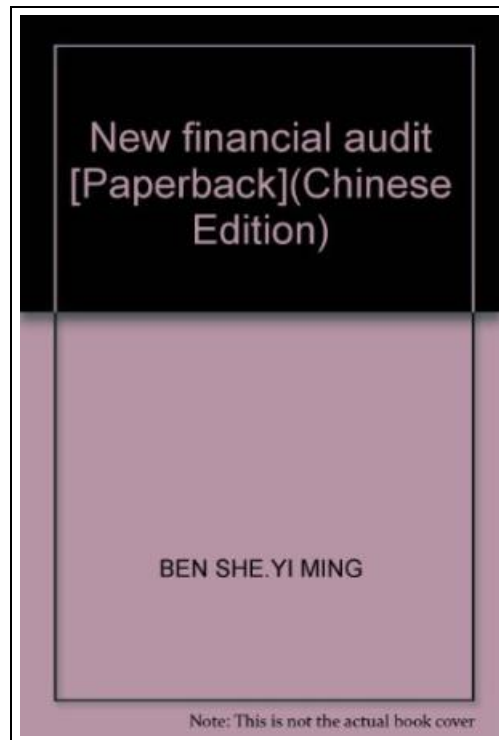 New financial audit
[Paperback](Chinese
Edition)
BEN SHE.YI MING
Note: This is not the actual book cover